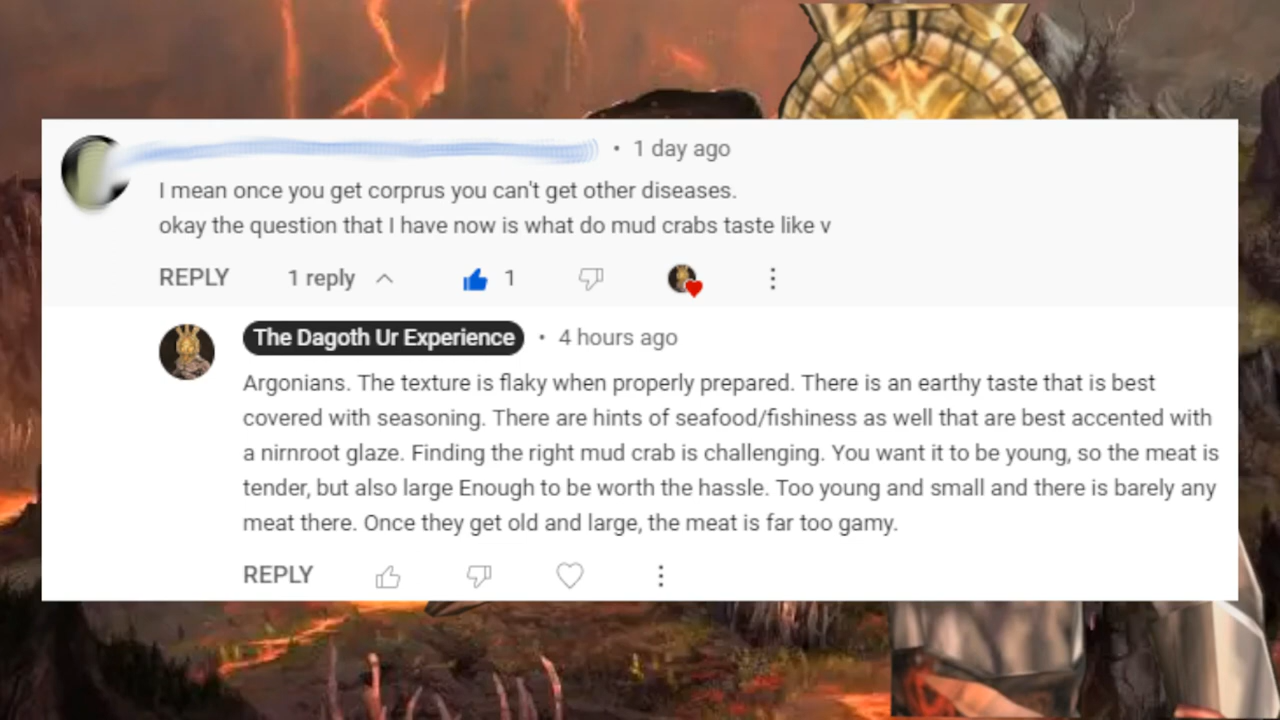 • 1 day ago
I mean once you get corprus you can't get other diseases.
okay the question that I have now is what do mud crabs taste like v
REPLY 1 reply 1
The Dagoth Ur Experience • 4 hours ago
Argonians. The texture is flaky when properly prepared. There is an earthy taste that is best
covered with seasoning. There are hints of seafood/fishiness as well that are best accented with
a nirnroot glaze. Finding the right mud crab is challenging. You want it to be young, so the meat is
tender, but also large Enough to be worth the hassle. Too young and small and there is barely any
meat there. Once they get old and large, the meat is far too gamy.
REPLY